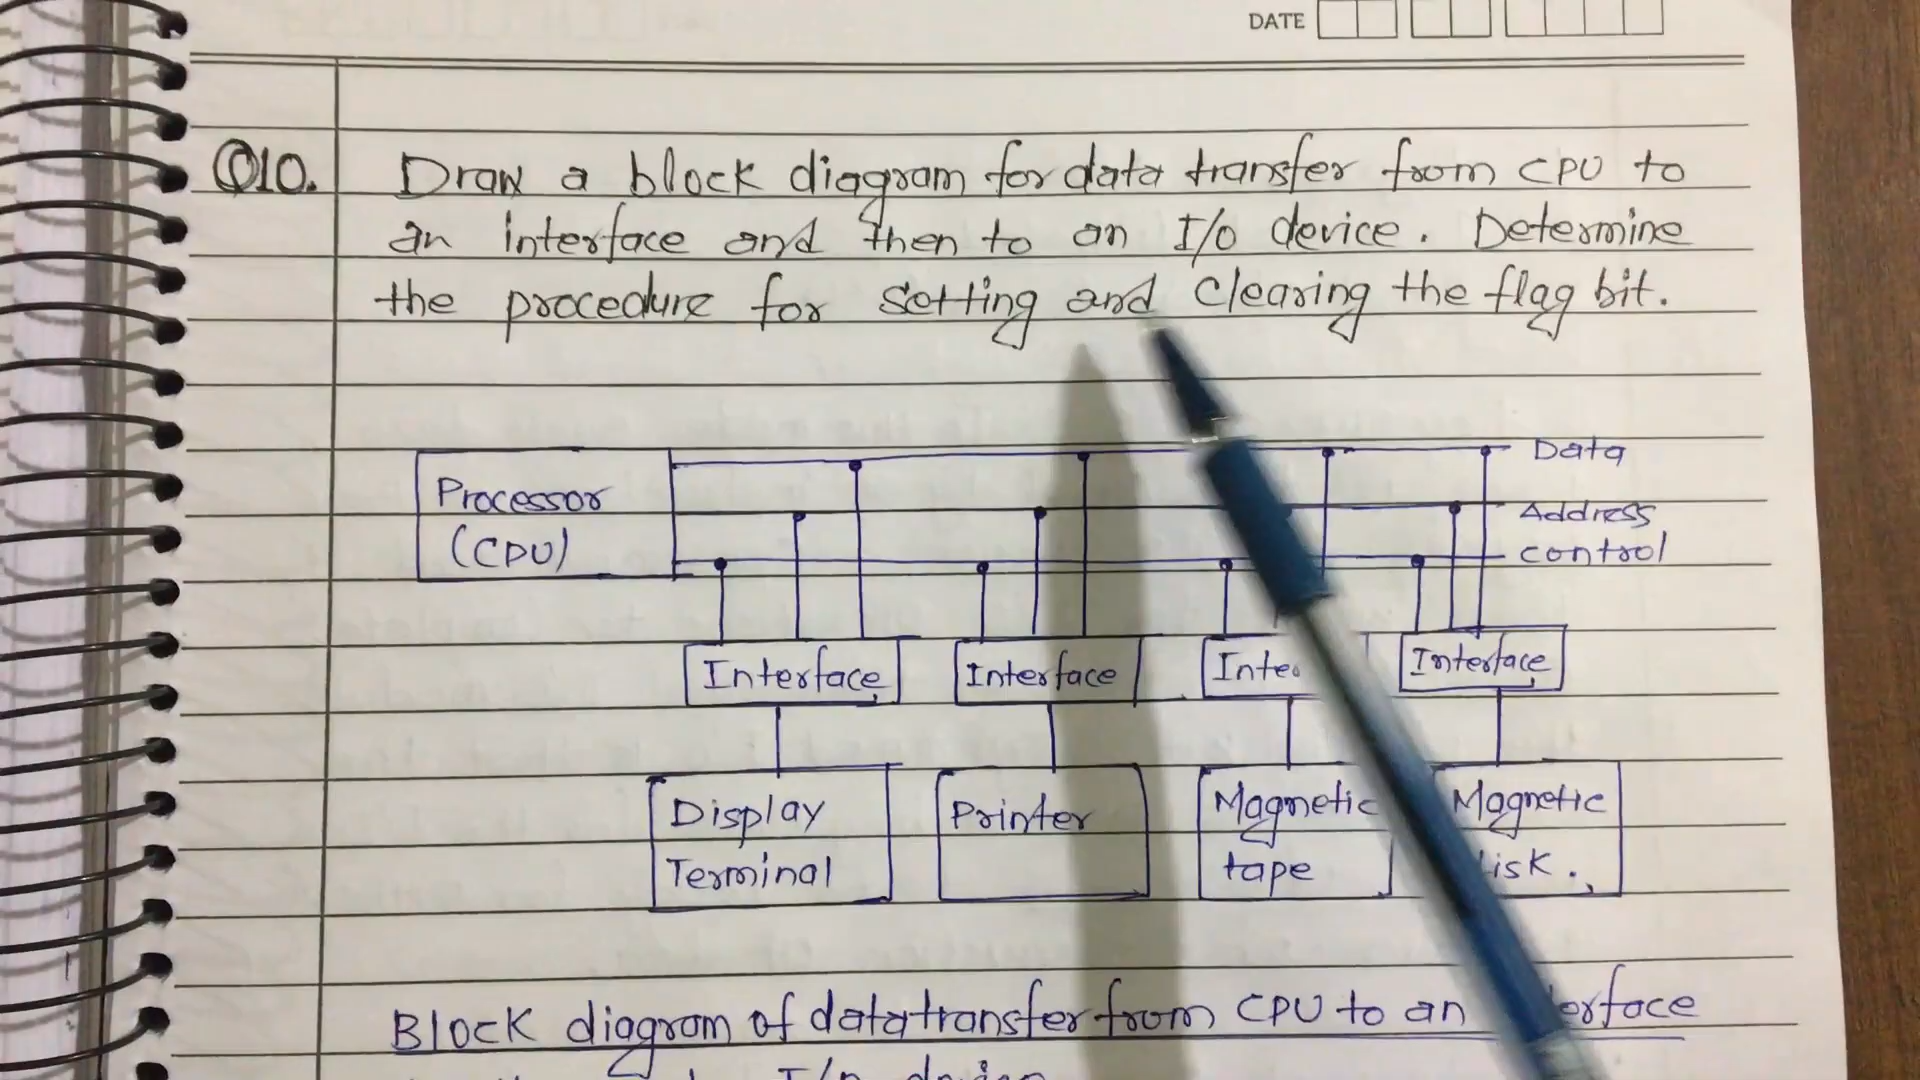 DATE
Q10. Draw a block diagram for data transfer from CPU to
an interface and then to an I/O device. Determine
the procedure for setting and clearing the flag bit.
Data
Processor
(CPU)
Address
control
Interface Interface Interface
Display Printer Magnetic Magnetic
Terminal tape
Block diagram of data transfer from CPU to an
I/O device